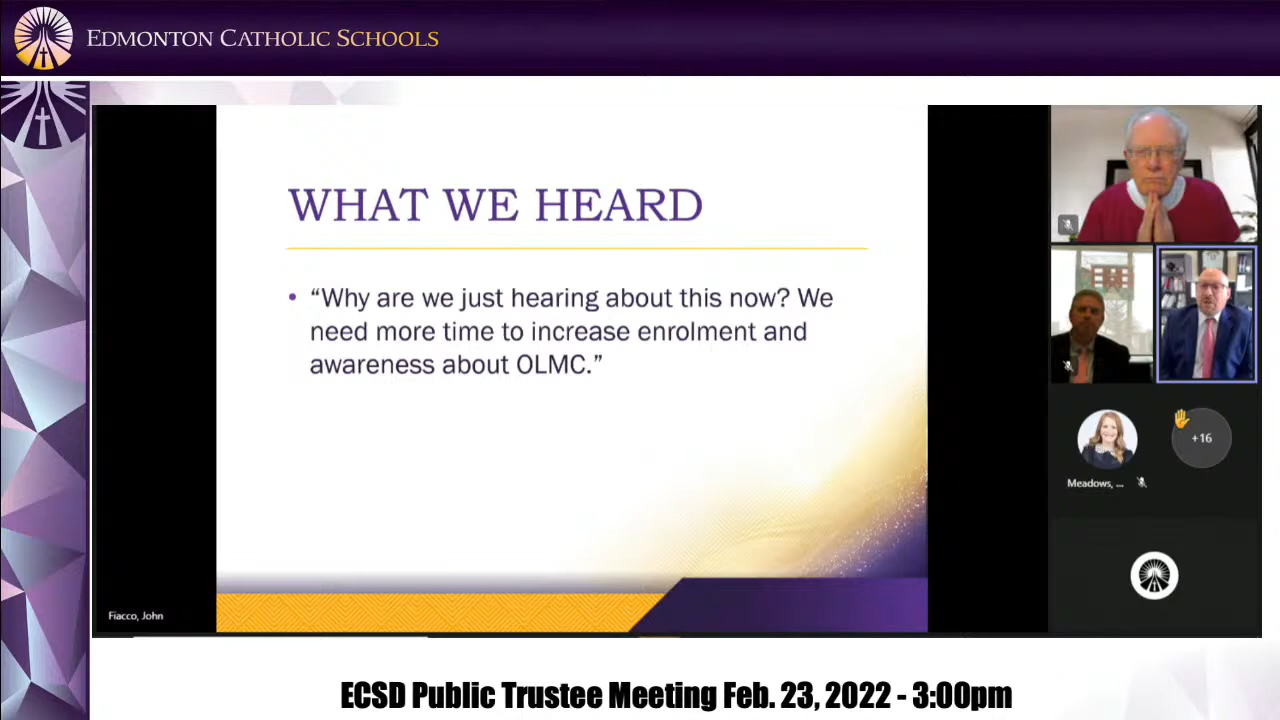 EDMONTON CATHOLIC SCHOOLS
WHAT WE HEARD
• “Why are we just hearing about this now? We
need more time to increase enrolment and
awareness about OLMC.”
+16
Meadows, ...
Fiacco, John
ECSD Public Trustee Meeting Feb. 23, 2022 - 3:00pm